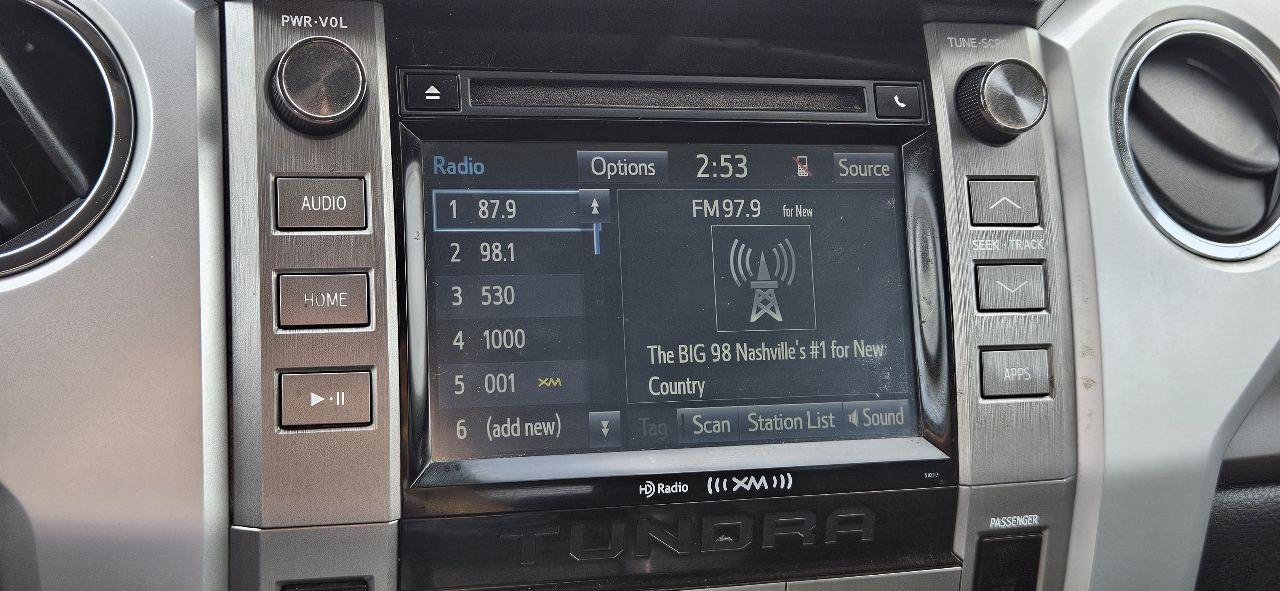 PWR·VOL
TUNE·SCROLL
AUDIO
HOME
SEEK·TRACK
APPS
Radio
Options
2:53
Source
1 87.9
2 98.1
3 530
4 1000
5 001 XM
6 (add new)
FM 97.9 for New
The BIG 98 Nashville's #1 for New
Country
Tag
Scan
Station List
Sound
HD Radio
XM
TUNDRA
PASSENGER